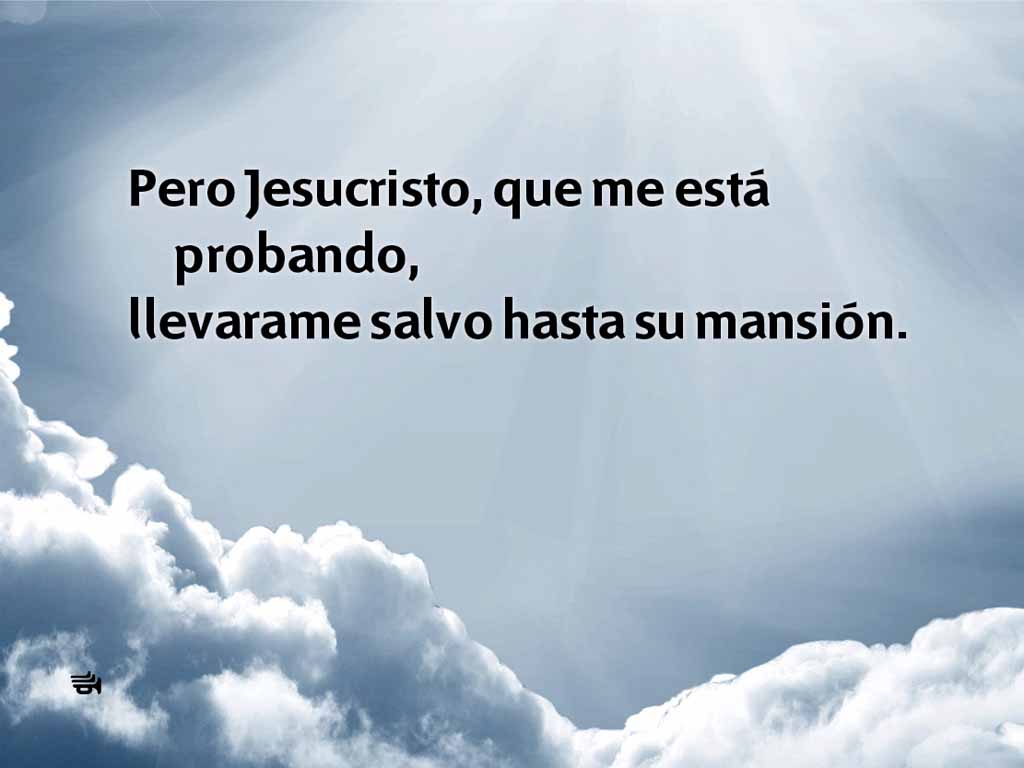 Pero Jesucristo, que me está
probando,
llevarame salvo hasta su mansión.